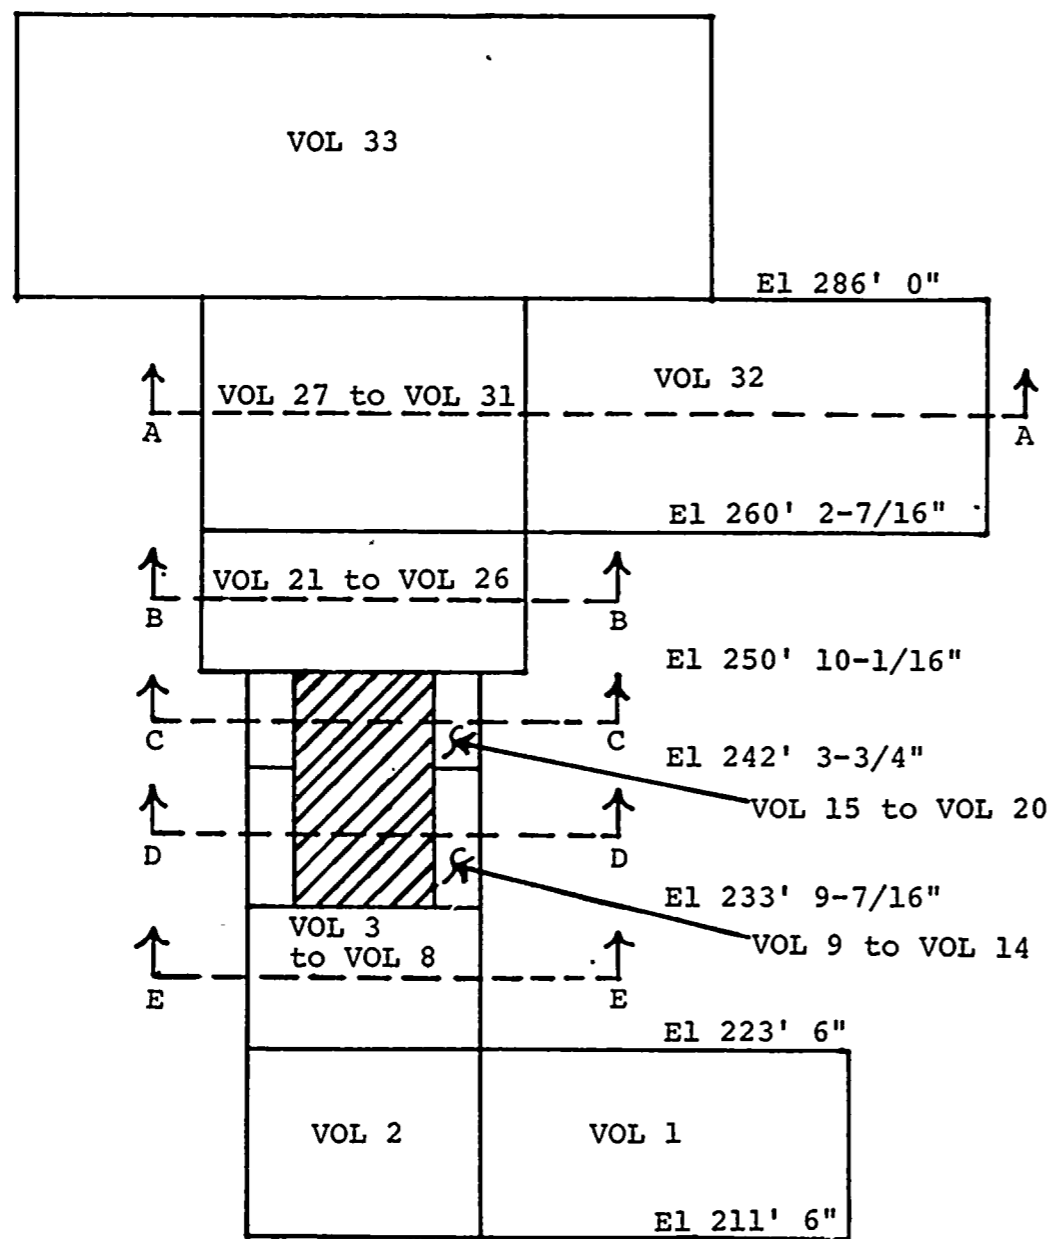 VOL 33
El 286' 0"
VOL 32
VOL 27 to VOL 31
A
A
El 260' 2-7/16"
VOL 21 to VOL 26
B
B
El 250' 10-1/16"
C
C
El 242' 3-3/4"
VOL 15 to VOL 20
D
D
El 233' 9-7/16"
VOL 3
to VOL 8
VOL 9 to VOL 14
E
E
El 223' 6"
VOL 2
VOL 1
El 211' 6"